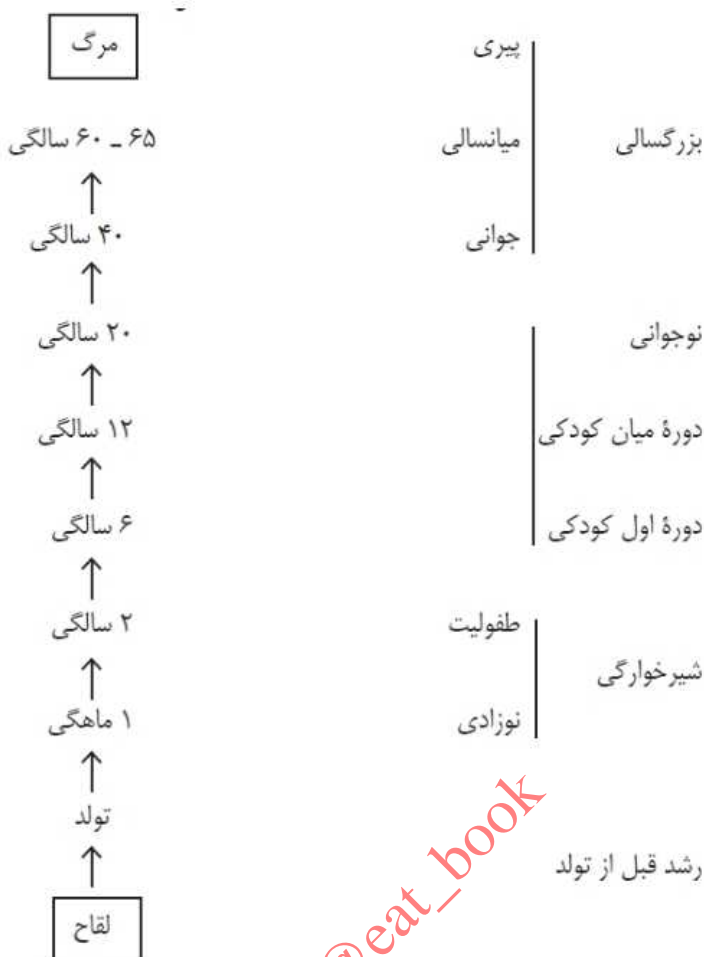 مرگ
پیری
۶۰ ـ ۶۵ سالگی
میانسالی
بزرگسالی
۴۰ سالگی
جوانی
۲۰ سالگی
نوجوانی
۱۲ سالگی
دورهٔ میان کودکی
۶ سالگی
دورهٔ اول کودکی
۲ سالگی
طفولیت
شیرخوارگی
۱ ماهگی
نوزادی
تولد
رشد قبل از تولد
لقاح
@eat_book